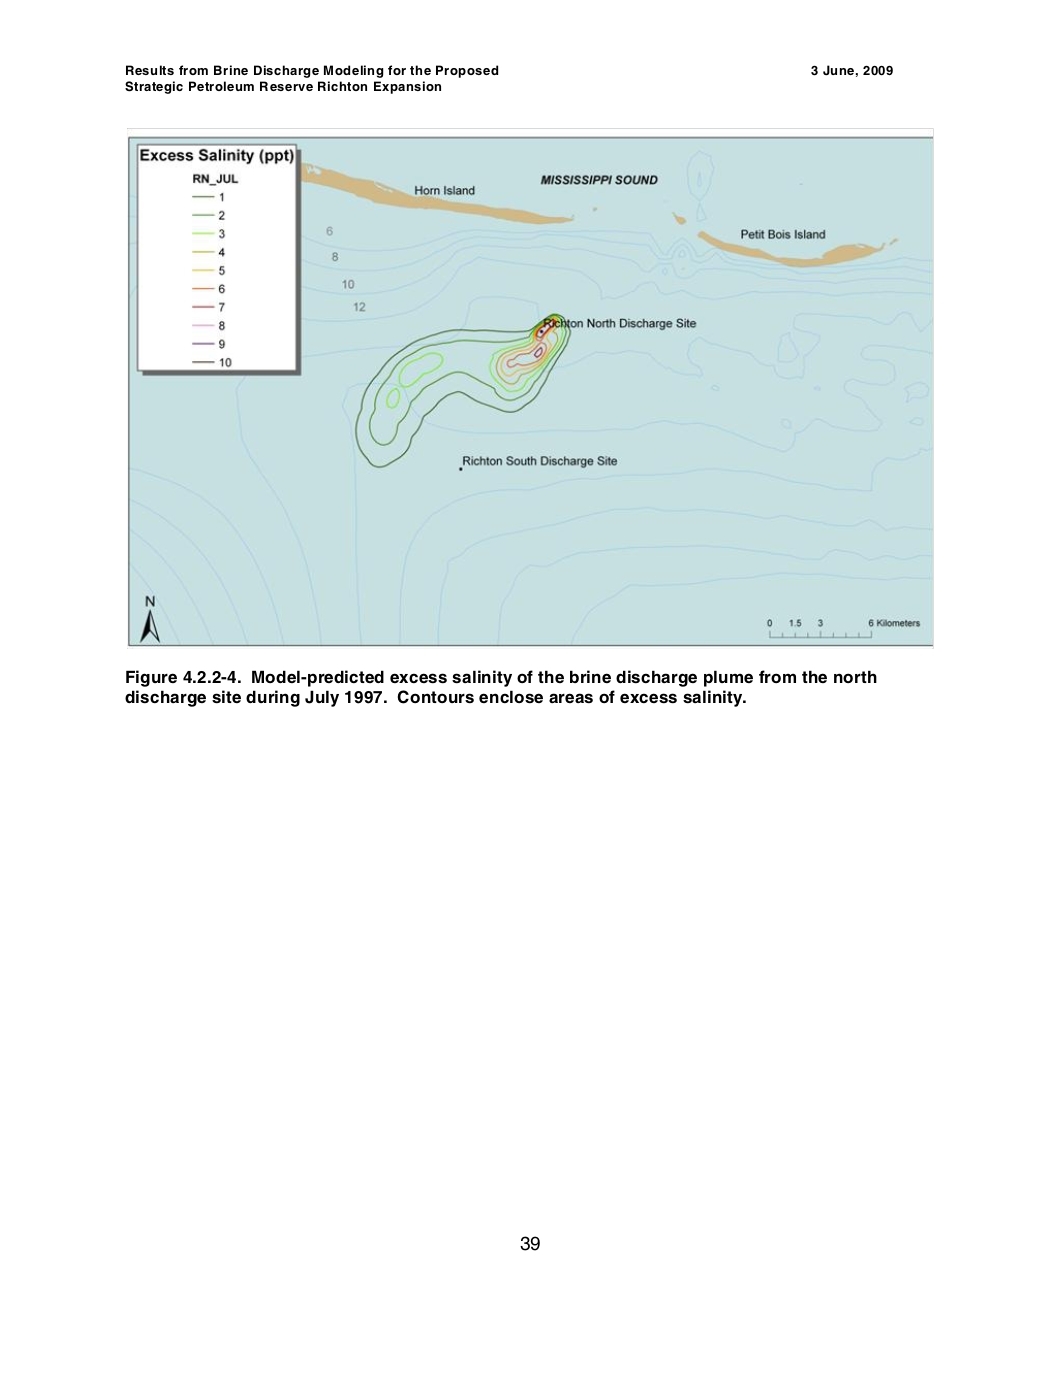 Results from Brine Discharge Modeling for the Proposed 3 June, 2009
Strategic Petroleum Reserve Richton Expansion
Excess Salinity (ppt)
RN_JUL
1
2
3
4
5
6
7
8
9
10
Horn Island
MISSISSIPPI SOUND
Petit Bois Island
6
8
10
12
Richton North Discharge Site
Richton South Discharge Site
N
0 1.5 3 6 Kilometers
Figure 4.2.2-4. Model-predicted excess salinity of the brine discharge plume from the north
discharge site during July 1997. Contours enclose areas of excess salinity.
39